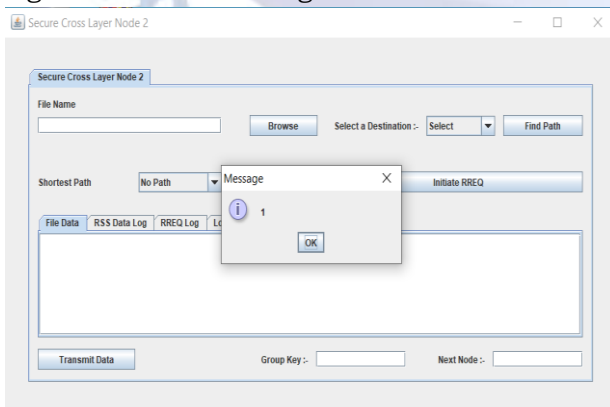 Secure Cross Layer Node 2
Secure Cross Layer Node 2
File Name
Browse Select a Destination :- Select Find Path
Shortest Path No Path Initiate RREQ
Message
1
OK
File Data RSS Data Log RREQ Log
Transmit Data Group Key :- Next Node :-